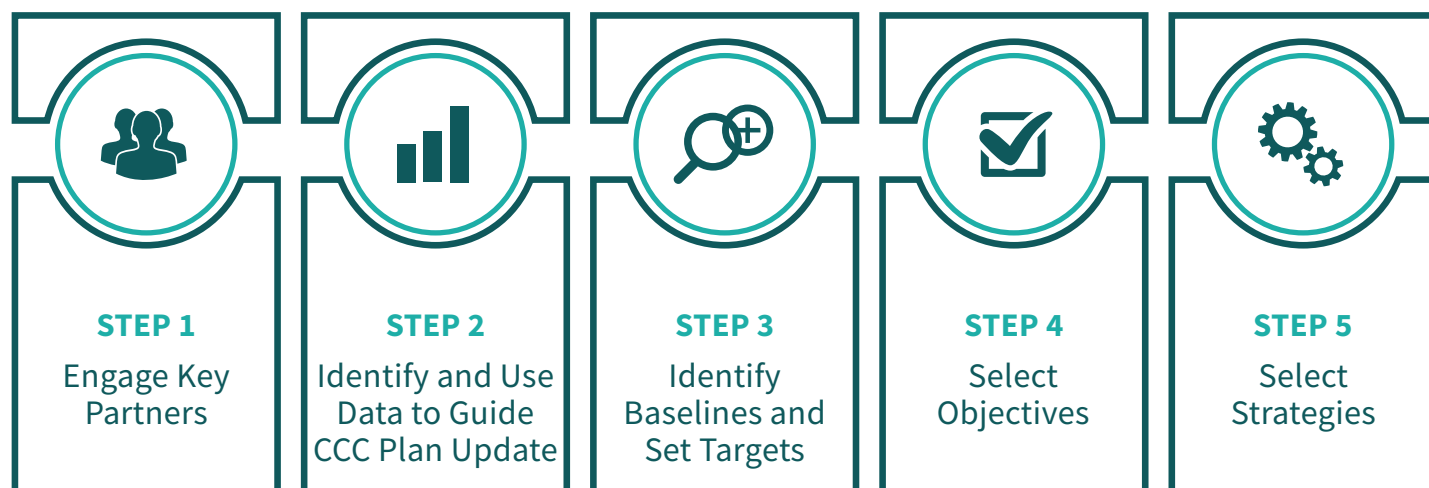 STEP 1
Engage Key
Partners
STEP 2
Identify and Use
Data to Guide
CCC Plan Update
STEP 3
Identify
Baselines and
Set Targets
STEP 4
Select
Objectives
STEP 5
Select
Strategies